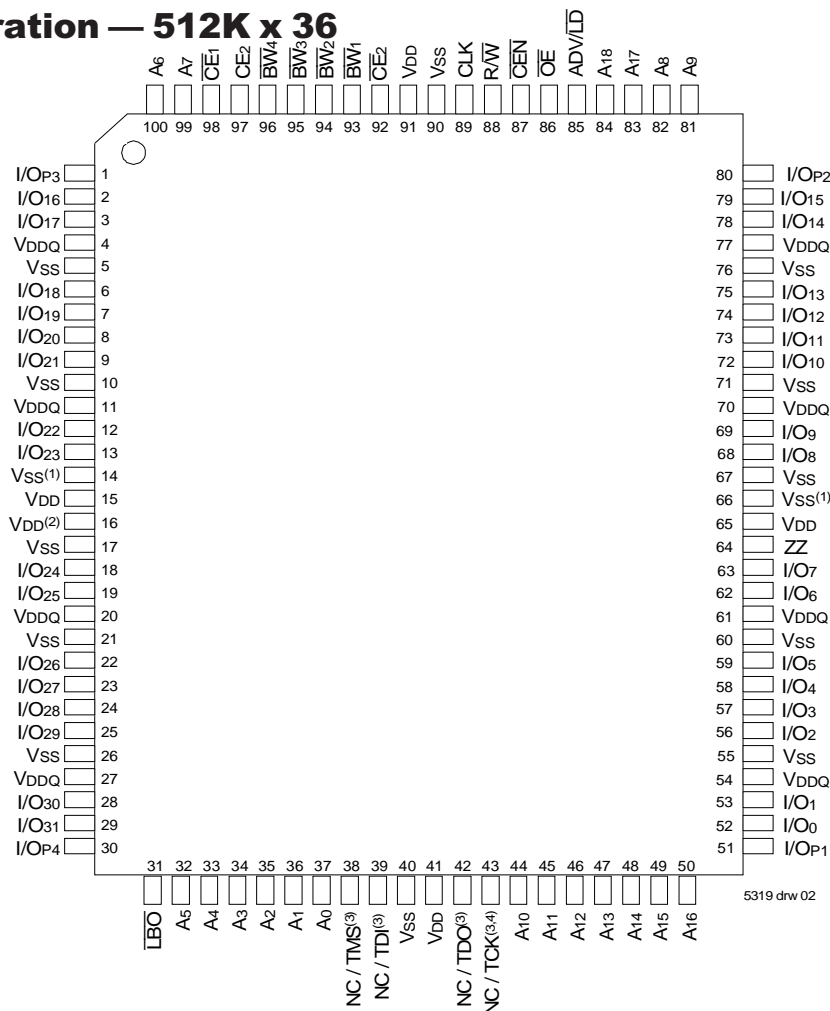 ration — 512K x 36
A6 A7 CE1 CE2 BW4 BW3 BW2 BW1 CE2 VDD VSS CLK R/W CEN OE ADV/LD A18 A17 A8 A9
100 99 98 97 96 95 94 93 92 91 90 89 88 87 86 85 84 83 82 81
I/OP3 1 80 I/OP2
I/O16 2 79 I/O15
I/O17 3 78 I/O14
VDDQ 4 77 VDDQ
VSS 5 76 VSS
I/O18 6 75 I/O13
I/O19 7 74 I/O12
I/O20 8 73 I/O11
I/O21 9 72 I/O10
VSS 10 71 VSS
VDDQ 11 70 VDDQ
I/O22 12 69 I/O9
I/O23 13 68 I/O8
VSS(1) 14 67 VSS
VDD 15 66 VSS(1)
VDD(2) 16 65 VDD
VSS 17 64 ZZ
I/O24 18 63 I/O7
I/O25 19 62 I/O6
VDDQ 20 61 VDDQ
VSS 21 60 VSS
I/O26 22 59 I/O5
I/O27 23 58 I/O4
I/O28 24 57 I/O3
I/O29 25 56 I/O2
VSS 26 55 VSS
VDDQ 27 54 VDDQ
I/O30 28 53 I/O1
I/O31 29 52 I/O0
I/OP4 30 51 I/OP1
31 32 33 34 35 36 37 38 39 40 41 42 43 44 45 46 47 48 49 50
LBO A5 A4 A3 A2 A1 A0 NC / TMS(3) NC / TDI(3) VSS VDD NC / TDO(3) NC / TCK(3,4) A10 A11 A12 A13 A14 A15 A16
5319 drw 02